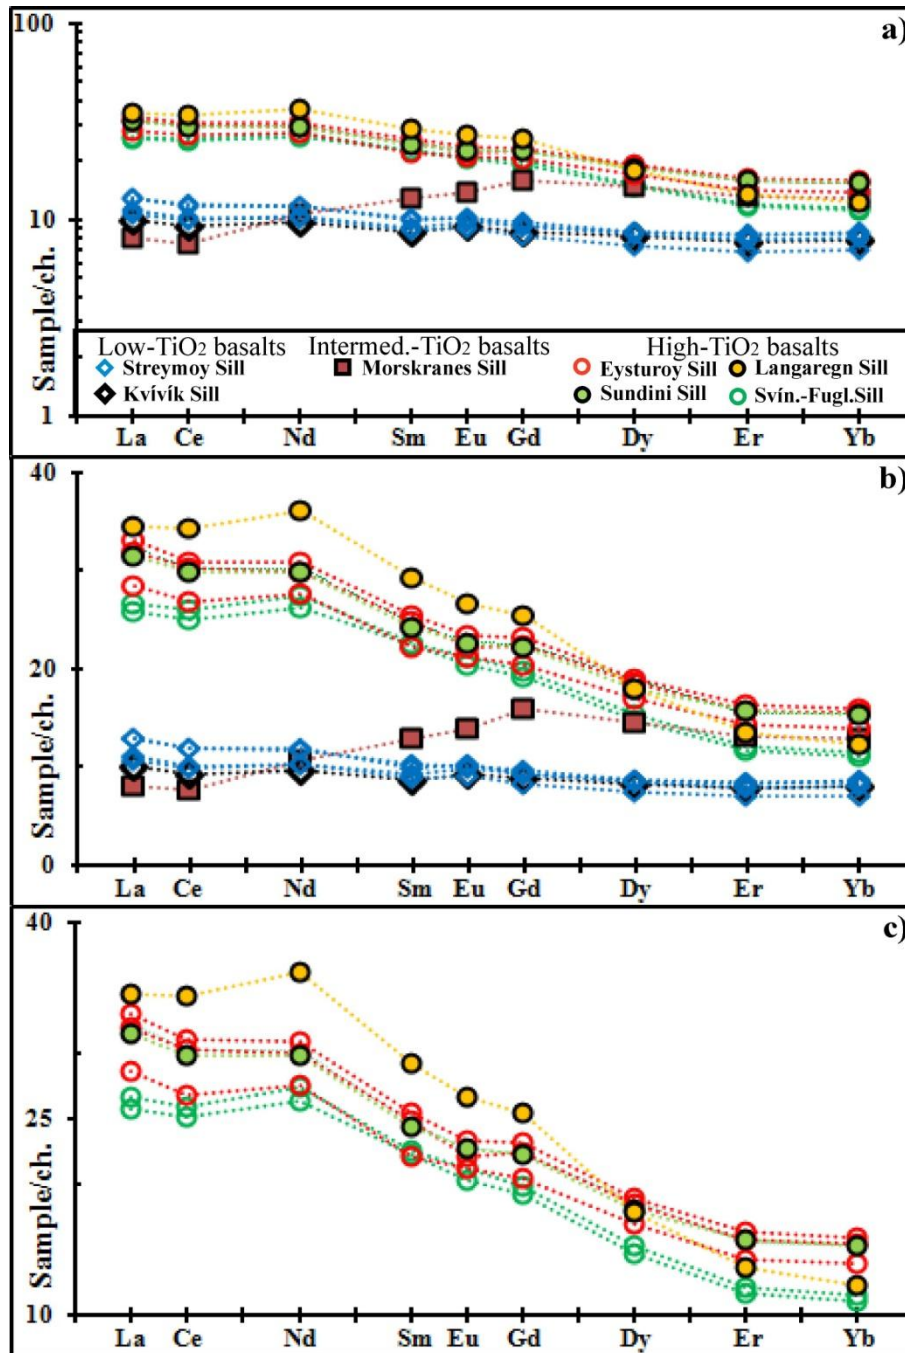 a)
100
10
1
Sample/ch.
Low-TiO2 basalts Intermed.-TiO2 basalts High-TiO2 basalts
Streymoy Sill Morskranes Sill Eysturoy Sill Langaregn Sill
Kvívík Sill Sundini Sill Svín.-Fugl.Sill
La Ce Nd Sm Eu Gd Dy Er Yb
b)
40
20
0
Sample/ch.
La Ce Nd Sm Eu Gd Dy Er Yb
c)
40
25
10
Sample/ch.
La Ce Nd Sm Eu Gd Dy Er Yb